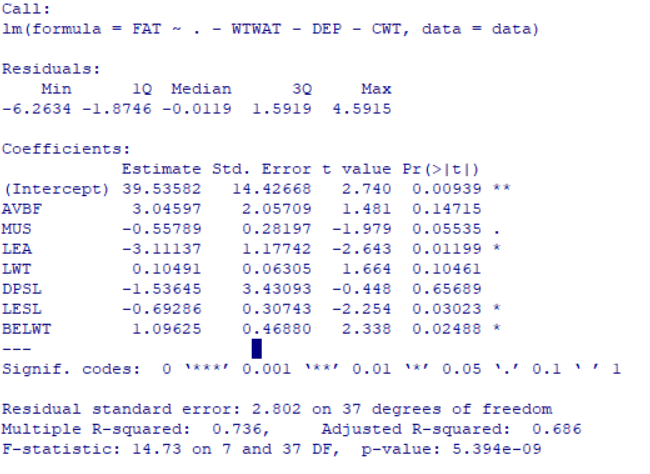 Call:
lm(formula = FAT ~ . - WTWAT - DEP - CWT, data = data)
Residuals:
    Min      1Q  Median      3Q     Max
-6.2634 -1.8746 -0.0119  1.5919  4.5915
Coefficients:
            Estimate Std. Error t value Pr(>|t|)
(Intercept) 39.53582   14.42668   2.740  0.00939 **
AVBF         3.04597    2.05709   1.481  0.14715
MUS         -0.55789    0.28197  -1.979  0.05535 .
LEA         -3.11137    1.17742  -2.643  0.01199 *
LWT          0.10491    0.06305   1.664  0.10461
DPSL        -1.53645    3.43093  -0.448  0.65689
LESL        -0.69286    0.30743  -2.254  0.03023 *
BELWT        1.09625    0.46880   2.338  0.02488 *
---
Signif. codes:  0 ‘***’ 0.001 ‘**’ 0.01 ‘*’ 0.05 ‘.’ 0.1 ‘ ’ 1
Residual standard error: 2.802 on 37 degrees of freedom
Multiple R-squared:  0.736,     Adjusted R-squared:  0.686
F-statistic: 14.73 on 7 and 37 DF,  p-value: 5.394e-09